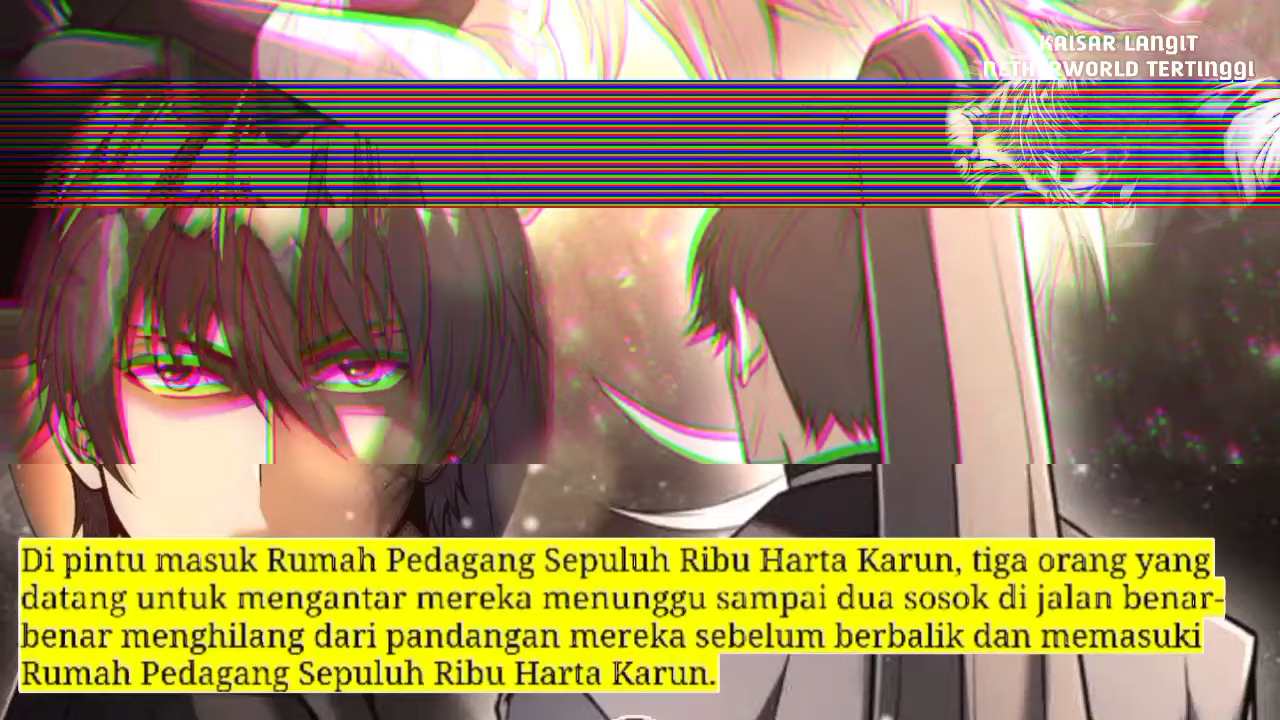 KAISAR LANGIT
NETHERWORLD TERTINGGI
Di pintu masuk Rumah Pedagang Sepuluh Ribu Harta Karun, tiga orang yang
datang untuk mengantar mereka menunggu sampai dua sosok di jalan benar-
benar menghilang dari pandangan mereka sebelum berbalik dan memasuki
Rumah Pedagang Sepuluh Ribu Harta Karun.